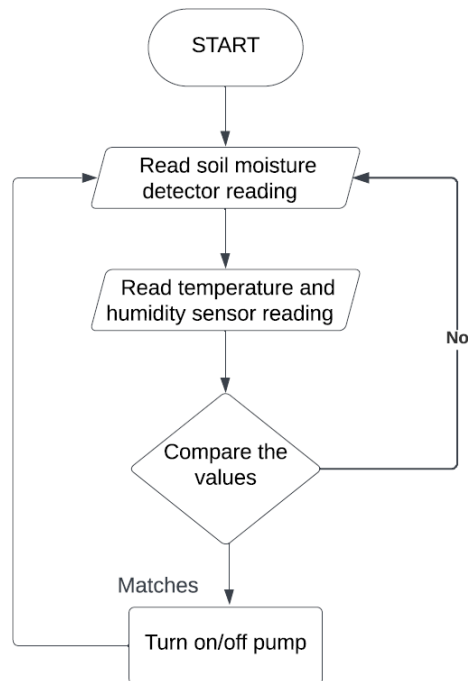 START
Read soil moisture
detector reading
Read temperature and
humidity sensor reading
No
Compare the
values
Matches
Turn on/off pump